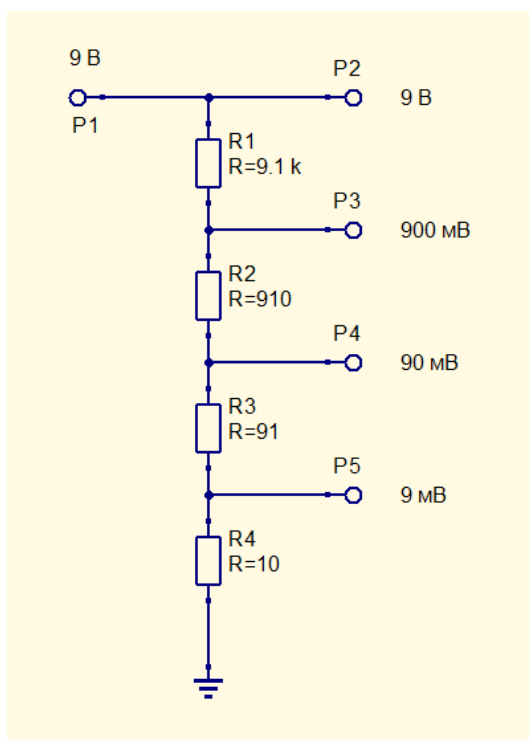 9 В
P1
P2
9 В
R1
R=9.1 k
P3
900 мВ
R2
R=910
P4
90 мВ
R3
R=91
P5
9 мВ
R4
R=10